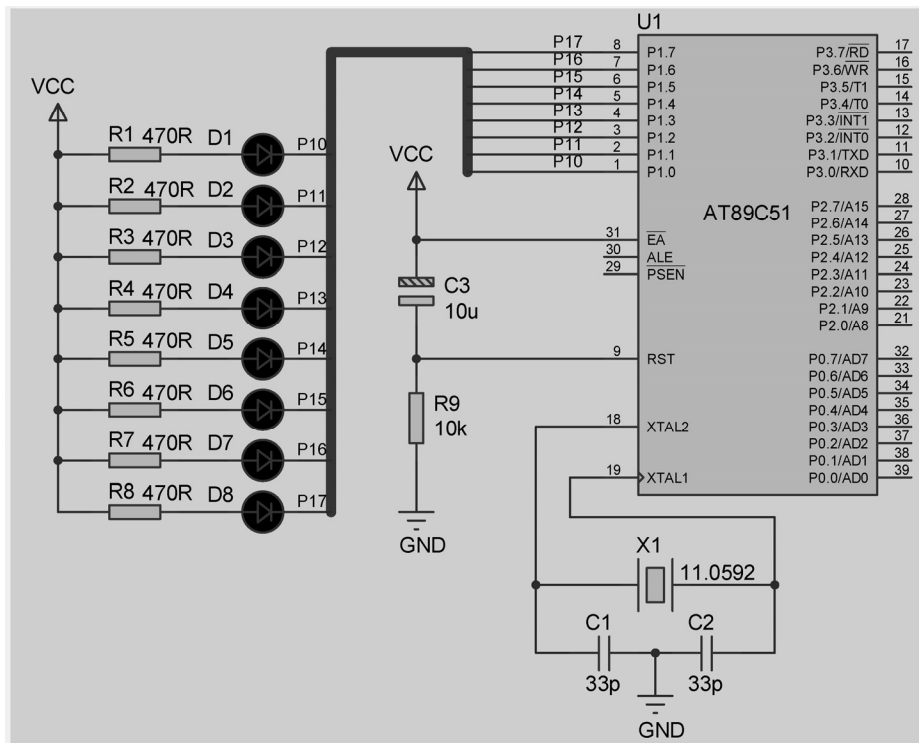 U1
VCC
R1 470R D1 P10
R2 470R D2 P11
R3 470R D3 P12
R4 470R D4 P13
R5 470R D5 P14
R6 470R D6 P15
R7 470R D7 P16
R8 470R D8 P17
VCC
C3
10u
R9
10k
GND
P17 8 P1.7
P16 7 P1.6
P15 6 P1.5
P14 5 P1.4
P13 4 P1.3
P12 3 P1.2
P11 2 P1.1
P10 1 P1.0
31 EA
30 ALE
29 PSEN
9 RST
18 XTAL2
19 XTAL1
AT89C51
P3.7/RD 17
P3.6/WR 16
P3.5/T1 15
P3.4/T0 14
P3.3/INT1 13
P3.2/INT0 12
P3.1/TXD 11
P3.0/RXD 10
P2.7/A15 28
P2.6/A14 27
P2.5/A13 26
P2.4/A12 25
P2.3/A11 24
P2.2/A10 23
P2.1/A9 22
P2.0/A8 21
P0.7/AD7 32
P0.6/AD6 33
P0.5/AD5 34
P0.4/AD4 35
P0.3/AD3 36
P0.2/AD2 37
P0.1/AD1 38
P0.0/AD0 39
X1
11.0592
C1
33p
C2
33p
GND